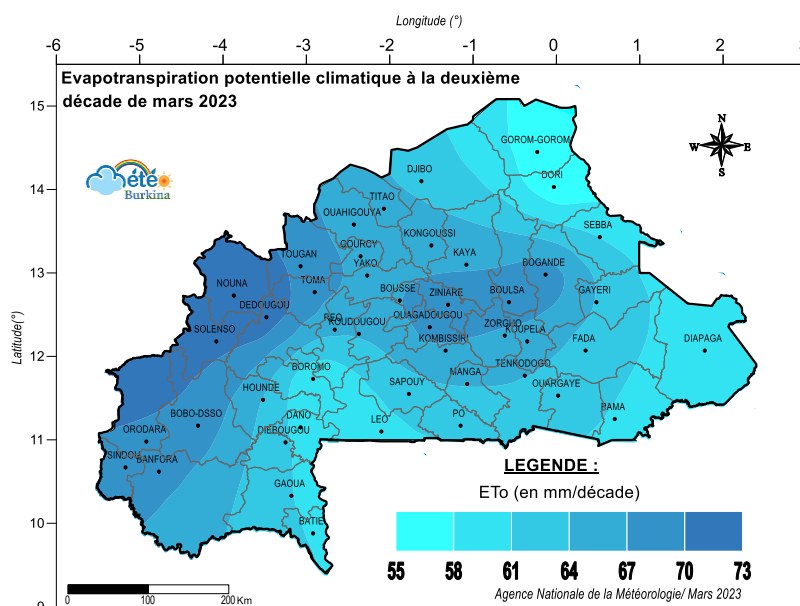 Longitude (°)
-6 -5 -4 -3 -2 -1 0 1 2
Evapotranspiration potentielle climatique à la deuxième
décade de mars 2023
15
14
13
12
11
10
9
Latitude(°)
météo
Burkina
N
W E
S
GOROM-GOROM
DORI
DJIBO
TITAO
OUAHIGOUYA
SEBBA
KONGOUSSI
GOURCY
KAYA
TOUGAN
YAKO
BOGANDE
NOUNA
TOMA
BOUSSE
ZINIARE
BOULSA
GAYERI
DEDOUGOU
SOLENSO
REO
KOUDOUGOU
OUAGADOUGOU
ZORGHO
KOUPELA
KOMBISSIRI
FADA
DIAPAGA
BOROMO
TENKODOGO
MANGA
HOUNDE
SAPOUY
OUARGAYE
BOBO-DSSO
DANO
LEO
PO
PAMA
ORODARA
DIEBOUGOU
SINDOU
BANFORA
GAOUA
BATIE
LEGENDE :
ETo (en mm/décade)
55 58 61 64 67 70 73
0 100 200 Km
Agence Nationale de la Météorologie/ Mars 2023